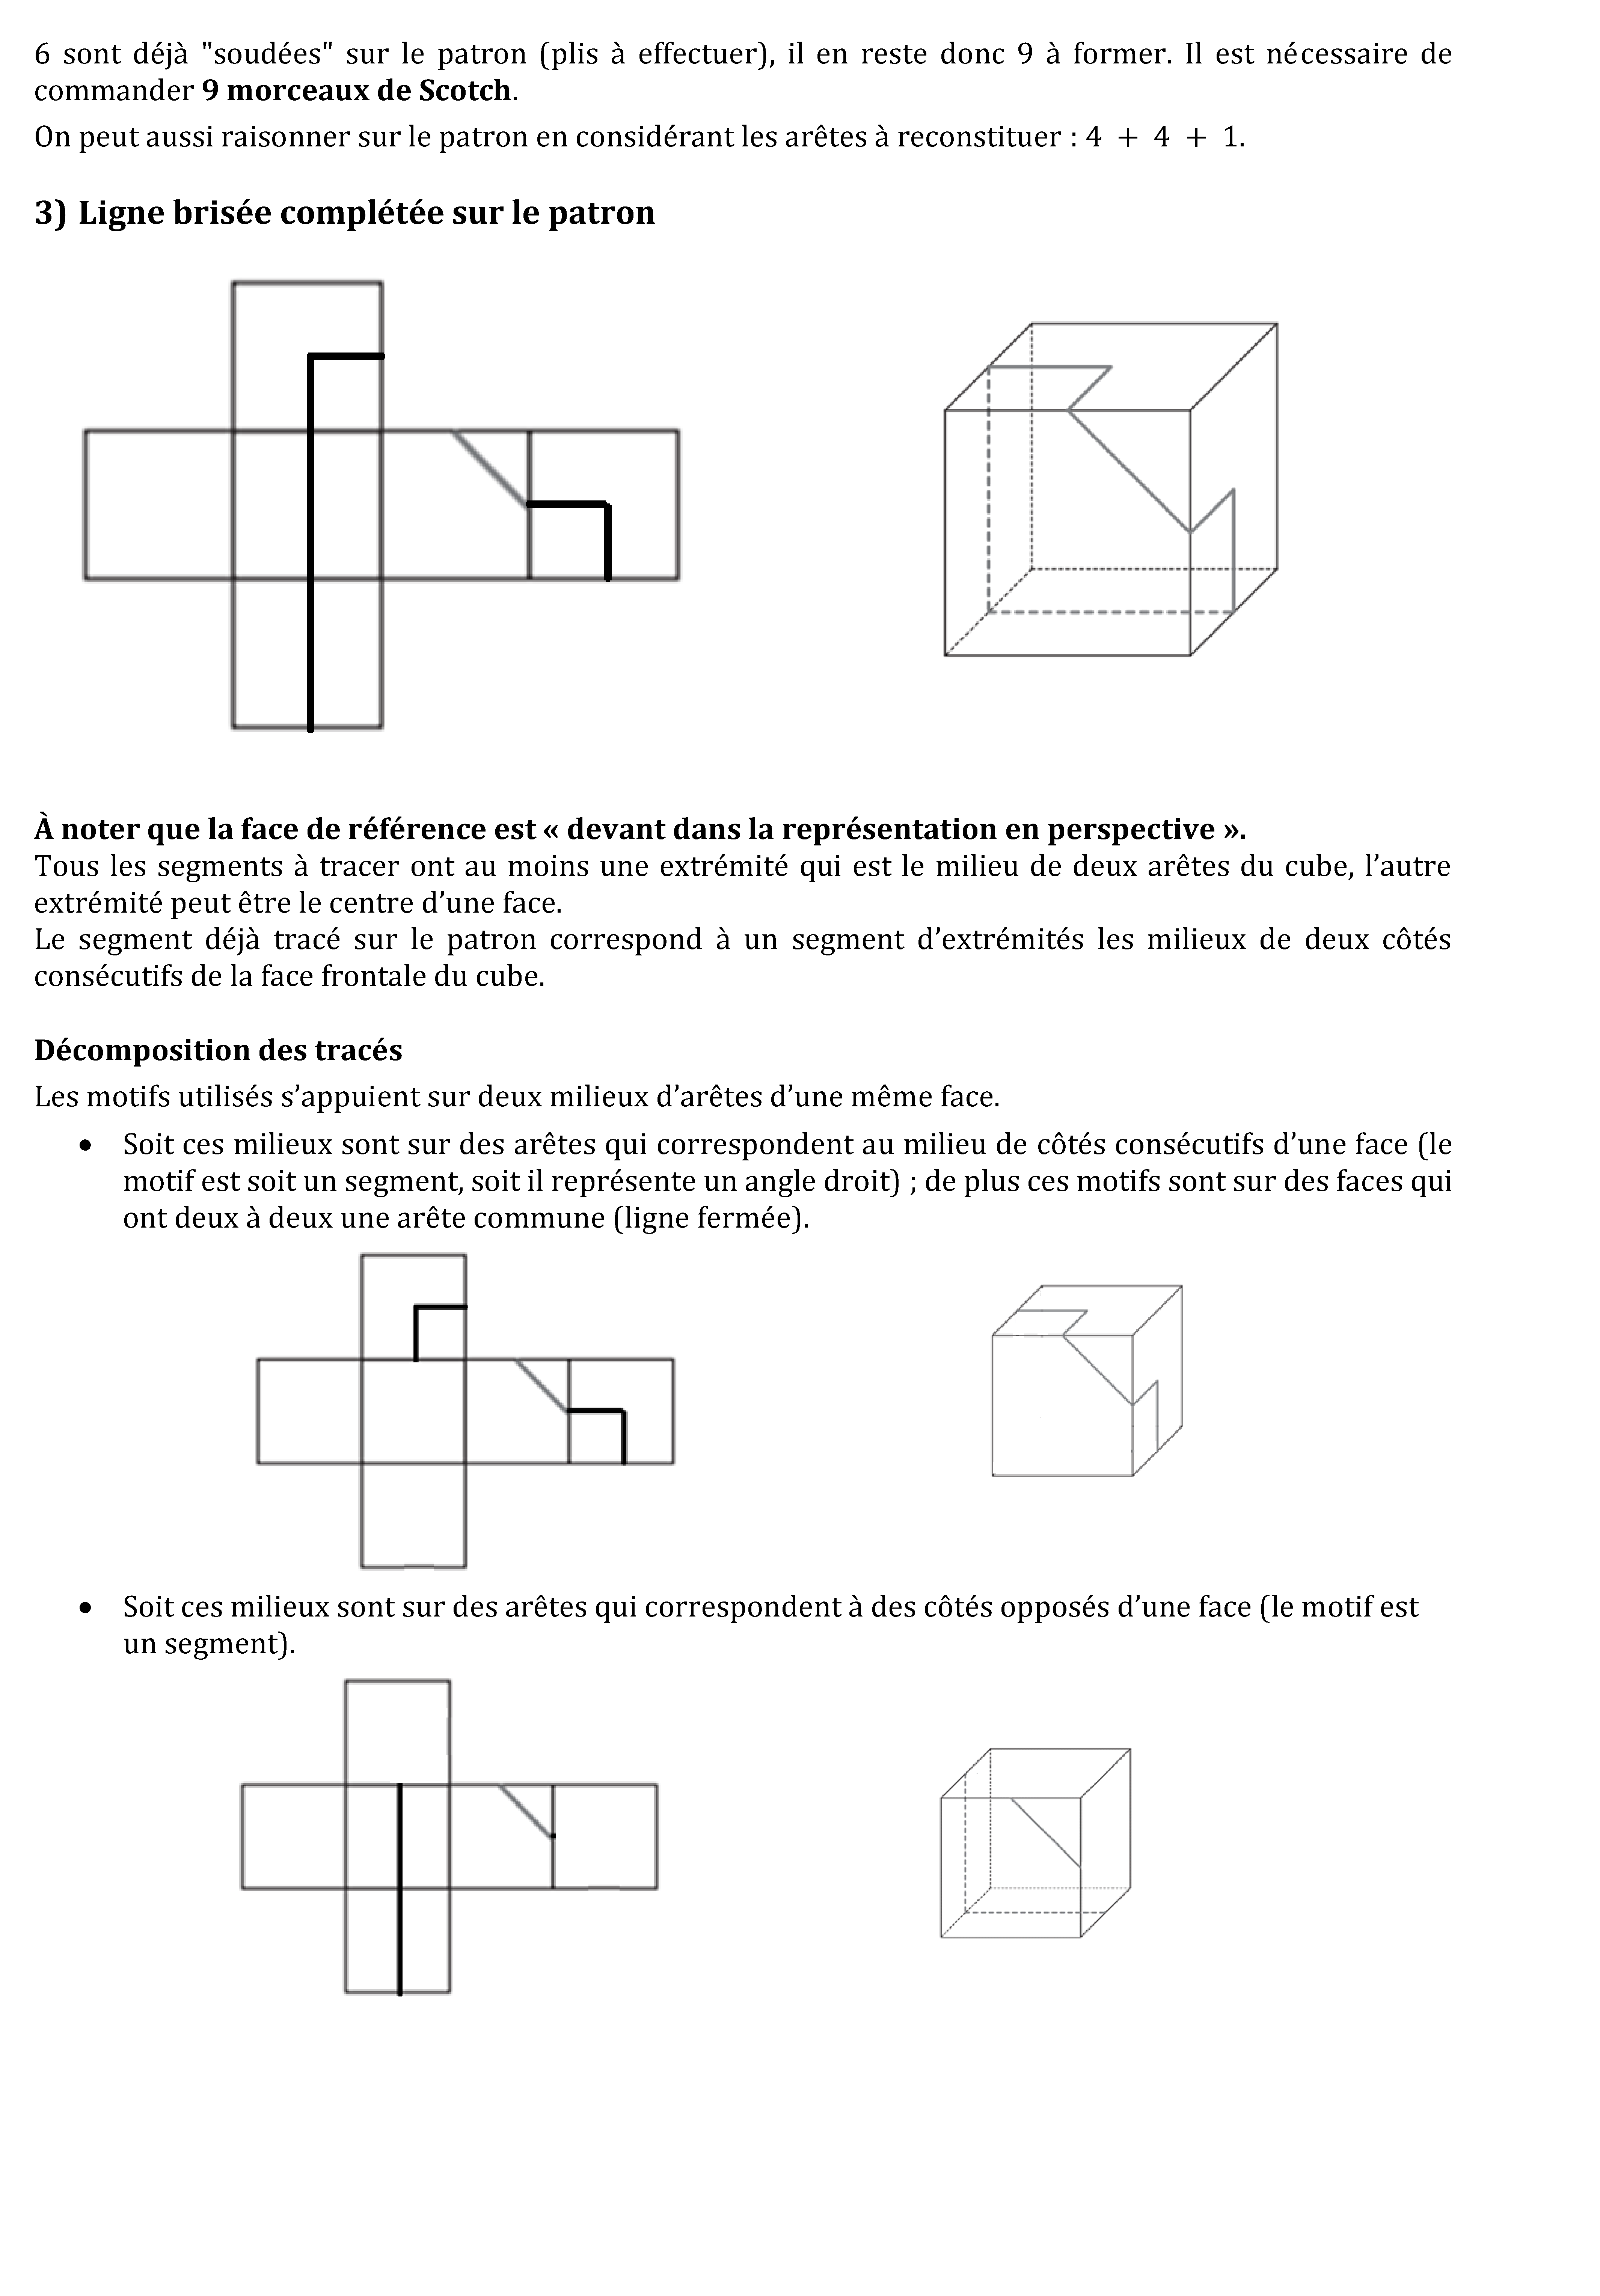 6 sont déjà "soudées" sur le patron (plis à effectuer), il en reste donc 9 à former. Il est nécessaire de
commander 9 morceaux de Scotch.
On peut aussi raisonner sur le patron en considérant les arêtes à reconstituer : 4 + 4 + 1.
3) Ligne brisée complétée sur le patron
À noter que la face de référence est « devant dans la représentation en perspective ».
Tous les segments à tracer ont au moins une extrémité qui est le milieu de deux arêtes du cube, l’autre
extrémité peut être le centre d’une face.
Le segment déjà tracé sur le patron correspond à un segment d’extrémités les milieux de deux côtés
consécutifs de la face frontale du cube.
Décomposition des tracés
Les motifs utilisés s’appuient sur deux milieux d’arêtes d’une même face.
• Soit ces milieux sont sur des arêtes qui correspondent au milieu de côtés consécutifs d’une face (le
motif est soit un segment, soit il représente un angle droit) ; de plus ces motifs sont sur des faces qui
ont deux à deux une arête commune (ligne fermée).
• Soit ces milieux sont sur des arêtes qui correspondent à des côtés opposés d’une face (le motif est
un segment).